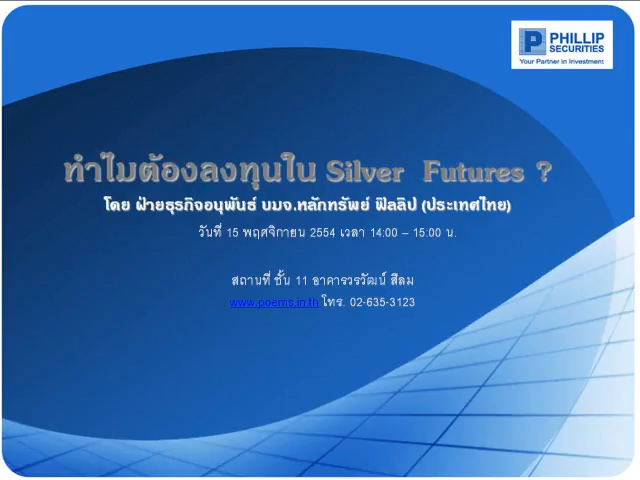 PHILLIP
SECURITIES
Your Partner in Investment
ทำไมต้องลงทุนใน Silver Futures ?
โดย ฝ่ายธุรกิจอนุพันธ์ บมจ.หลักทรัพย์ ฟิลลิป (ประเทศไทย)
วันที่ 15 พฤศจิกายน 2554 เวลา 14:00 – 15:00 น.
สถานที่ ชั้น 11 อาคารวรวัฒน์ สีลม
www.poems.in.th โทร. 02-635-3123